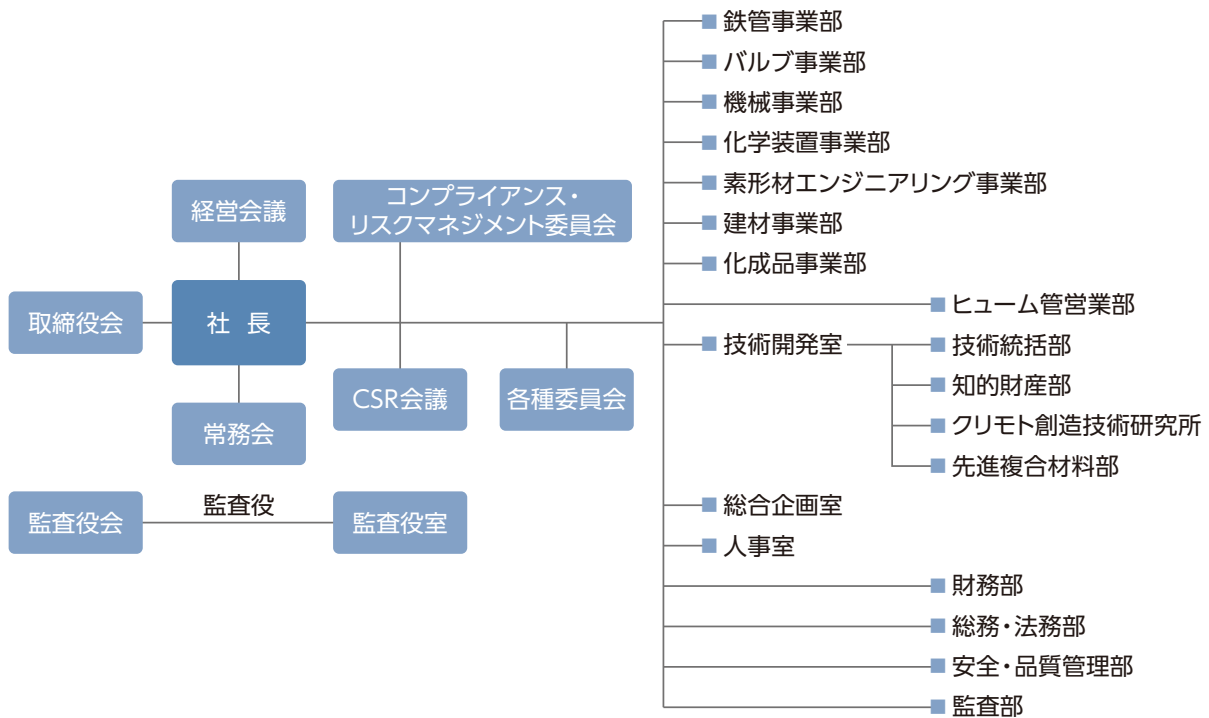 鉄管事業部
バルブ事業部
機械事業部
化学装置事業部
素形材エンジニアリング事業部
建材事業部
化成品事業部
経営会議
コンプライアンス・
リスクマネジメント委員会
取締役会
社 長
ヒューム管営業部
技術開発室
技術統括部
知的財産部
クリモト創造技術研究所
先進複合材料部
CSR会議
各種委員会
常務会
監査役会
監査役
監査役室
総合企画室
人事室
財務部
総務・法務部
安全・品質管理部
監査部